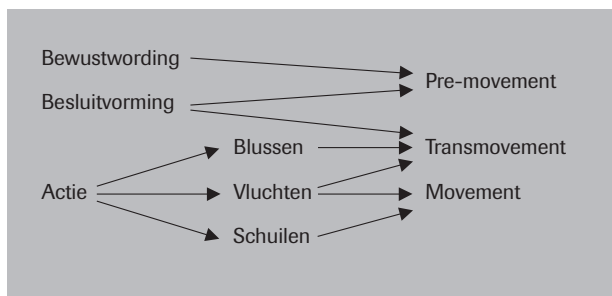 Bewustwording
Pre-movement
Besluitvorming
Blussen
Transmovement
Actie
Vluchten
Movement
Schuilen